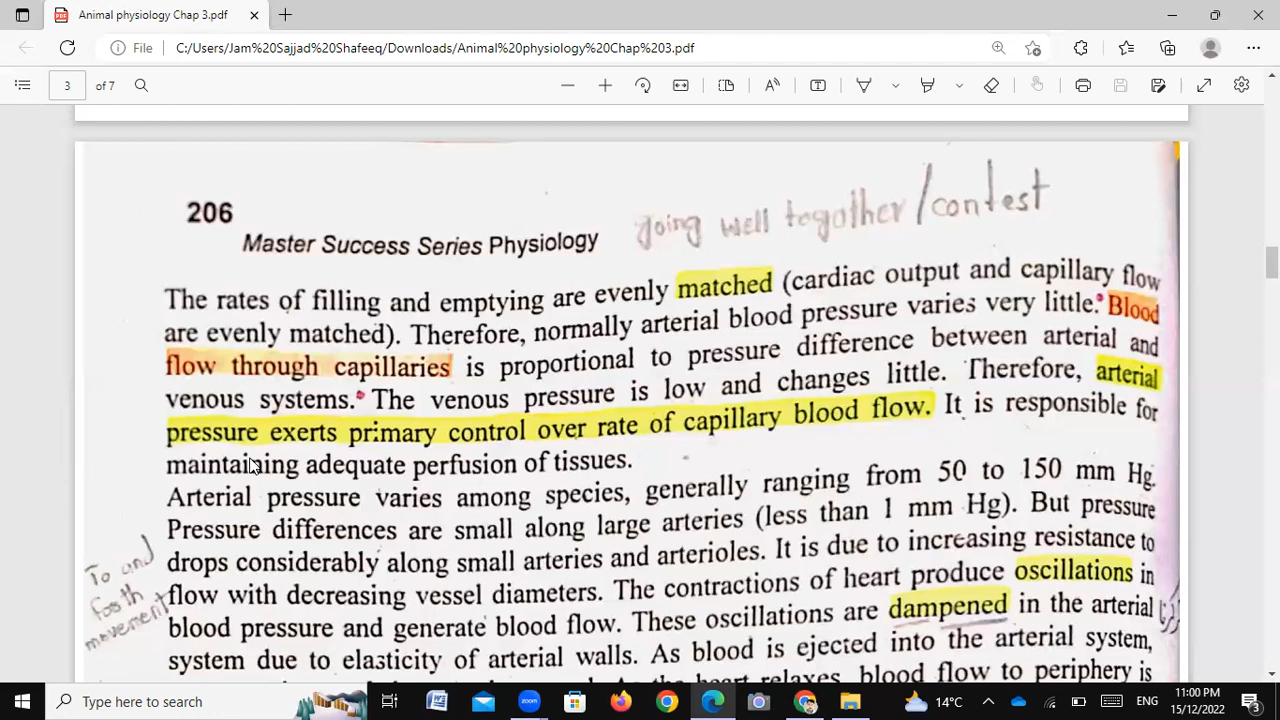 Animal physiology Chap 3.pdf
File C:/Users/Jam%20Sajjad%20Shafeeq/Downloads/Animal%20physiology%20Chap%203.pdf
3 of 7
206
Master Success Series Physiology
going well togather/contest
The rates of filling and emptying are evenly matched (cardiac output and capillary flow
are evenly matched). Therefore, normally arterial blood pressure varies very little. Blood
flow through capillaries is proportional to pressure difference between arterial and
venous systems. The venous pressure is low and changes little. Therefore, arterial
pressure exerts primary control over rate of capillary blood flow. It is responsible for
maintaining adequate perfusion of tissues.
Arterial pressure varies among species, generally ranging from 50 to 150 mm Hg.
Pressure differences are small along large arteries (less than 1 mm Hg). But pressure
drops considerably along small arteries and arterioles. It is due to increasing resistance to
flow with decreasing vessel diameters. The contractions of heart produce oscillations in
blood pressure and generate blood flow. These oscillations are dampened in the arterial
system due to elasticity of arterial walls. As blood is ejected into the arterial system,
relaxes, blood flow to periphery is
To and
fosth
movement
Type here to search
14°C
ENG
11:00 PM
15/12/2022
3
zoom